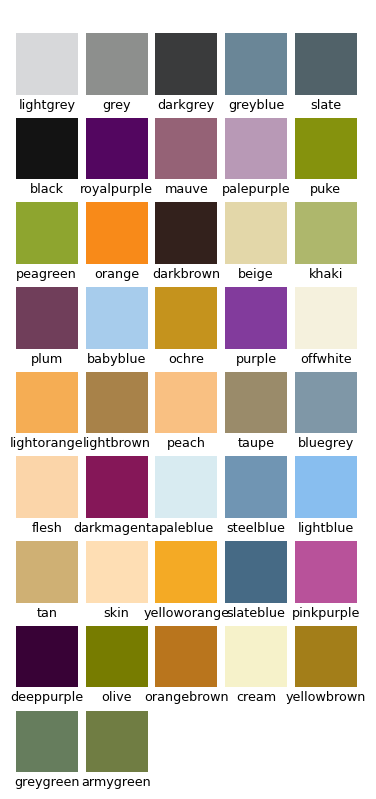 lightgrey grey darkgrey greyblue slate
black royalpurple mauve palepurple puke
peagreen orange darkbrown beige khaki
plum babyblue ochre purple offwhite
lightorange lightbrown peach taupe bluegrey
flesh darkmagenta paleblue steelblue lightblue
tan skin yelloworange slateblue pinkpurple
deeppurple olive orangebrown cream yellowbrown
greygreen armygreen